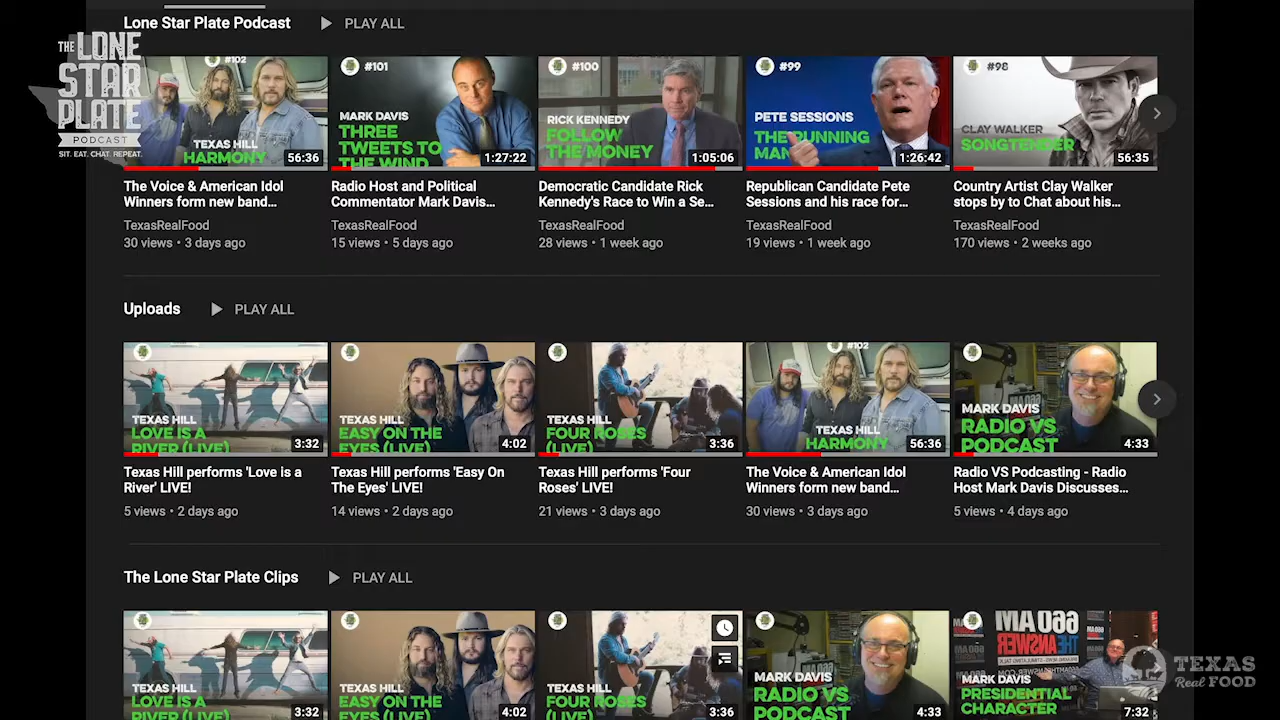 Lone Star Plate Podcast
PLAY ALL
THE LONE
STAR
PLATE
PODCAST
SIT. EAT. CHAT. REPEAT.
#102
TEXAS HILL
HARMONY
56:36
#101
MARK DAVIS
THREE
TWEETS TO
THE WIND
1:27:22
#100
RICK KENNEDY
FOLLOW
THE MONEY
1:05:06
#99
PETE SESSIONS
THE RUNNING
MAN
1:26:42
#98
CLAY WALKER
SONGTENDER
56:35
The Voice & American Idol
Winners form new band...
TexasRealFood
30 views • 3 days ago
Radio Host and Political
Commentator Mark Davis...
TexasRealFood
15 views • 5 days ago
Democratic Candidate Rick
Kennedy's Race to Win a Se...
TexasRealFood
28 views • 1 week ago
Republican Candidate Pete
Sessions and his race for...
TexasRealFood
19 views • 1 week ago
Country Artist Clay Walker
stops by to Chat about his...
TexasRealFood
170 views • 2 weeks ago
Uploads
PLAY ALL
TEXAS HILL
LOVE IS A
RIVER (LIVE)
3:32
TEXAS HILL
EASY ON THE
EYES (LIVE)
4:02
TEXAS HILL
FOUR ROSES
(LIVE)
3:36
#102
TEXAS HILL
HARMONY
56:36
MARK DAVIS
RADIO VS
PODCAST
4:33
Texas Hill performs 'Love is a
River' LIVE!
5 views • 2 days ago
Texas Hill performs 'Easy On
The Eyes' LIVE!
14 views • 2 days ago
Texas Hill performs 'Four
Roses' LIVE!
21 views • 3 days ago
The Voice & American Idol
Winners form new band...
30 views • 3 days ago
Radio VS Podcasting - Radio
Host Mark Davis Discusses...
5 views • 4 days ago
The Lone Star Plate Clips
PLAY ALL
TEXAS HILL
LOVE IS A
RIVER (LIVE)
3:32
TEXAS HILL
EASY ON THE
EYES (LIVE)
4:02
TEXAS HILL
FOUR ROSES
(LIVE)
3:36
MARK DAVIS
RADIO VS
PODCAST
4:33
660 AM
THE ANSWER
MARK DAVIS
PRESIDENTIAL
CHARACTER
7:32
TEXAS
Real FOOD